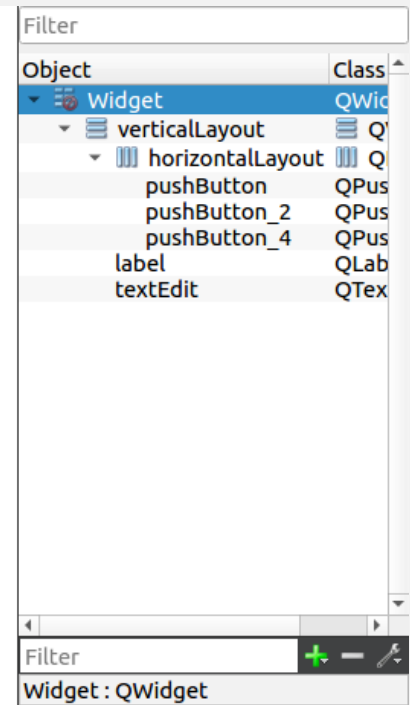 Filter
Object Class
Widget QWic
verticalLayout Q
horizontalLayout Q
pushButton QPus
pushButton_2 QPus
pushButton_4 QPus
label QLab
textEdit QTex
Filter
Widget : QWidget